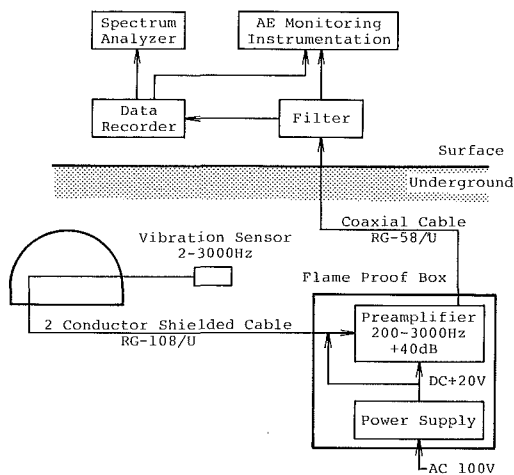 Spectrum
Analyzer
AE Monitoring
Instrumentation
Data
Recorder
Filter
Surface
Underground
Coaxial Cable
RG-58/U
Vibration Sensor
2-3000Hz
Flame Proof Box
2 Conductor Shielded Cable
RG-108/U
Preamplifier
200-3000Hz
+40dB
DC+20V
Power Supply
AC 100V